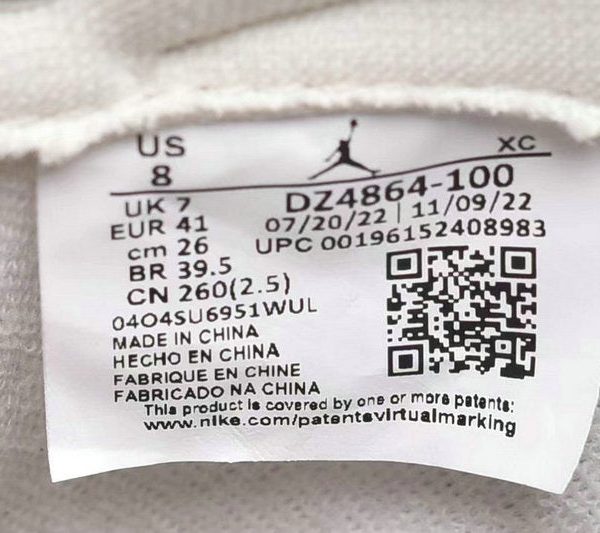 US
8
XC
UK 7
EUR 41
cm 26
BR 39.5
CN 260(2.5)
DZ4864-100
07/20/22 | 11/09/22
UPC 00196152408983
0404SU6951WUL
MADE IN CHINA
HECHO EN CHINA
FABRIQUE EN CHINE
FABRICADO NA CHINA
This product is covered by one or more patents:
www.nike.com/patentsvirtualmarking